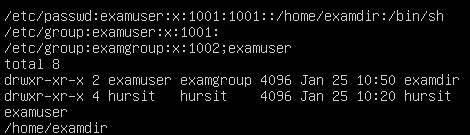 /etc/passwd:examuser:x:1001:1001::/home/examdir:/bin/sh
/etc/group:examuser:x:1001:
/etc/group:examgroup:x:1002;examuser
total 8
drwxr-xr-x 2 examuser examgroup 4096 Jan 25 10:50 examdir
drwxr-xr-x 4 hursit   hursit    4096 Jan 25 10:20 hursit
examuser
/home/examdir